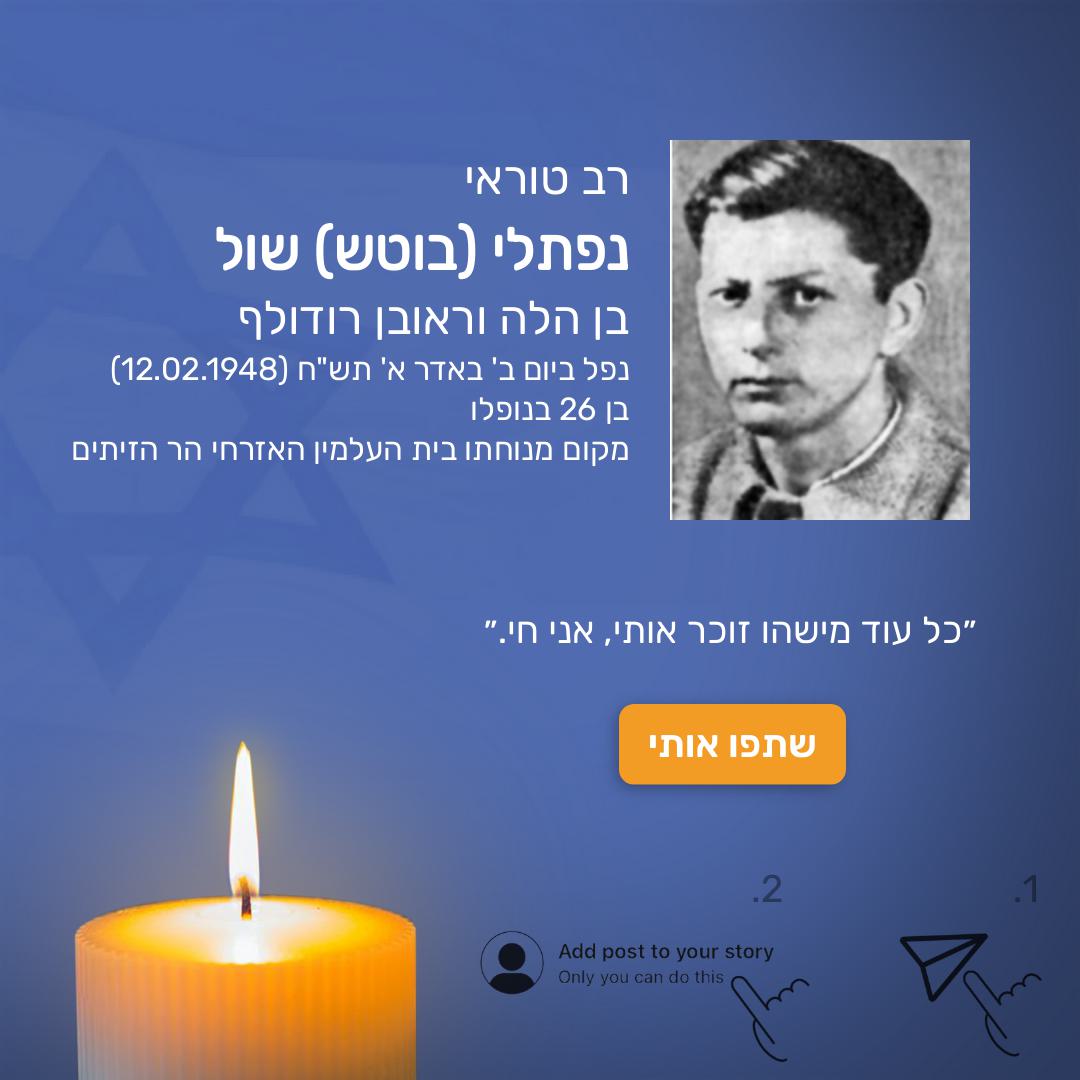 רב טוראי
נפתלי (בוטש) שול
בן הלה וראובן רודולף
נפל ביום ב' באדר א' תש"ח (12.02.1948)
בן 26 בנופלו
מקום מנוחתו בית העלמין האזרחי הר הזיתים
״כל עוד מישהו זוכר אותי, אני חי.״
שתפו אותי
.1
.2
Add post to your story
Only you can do this